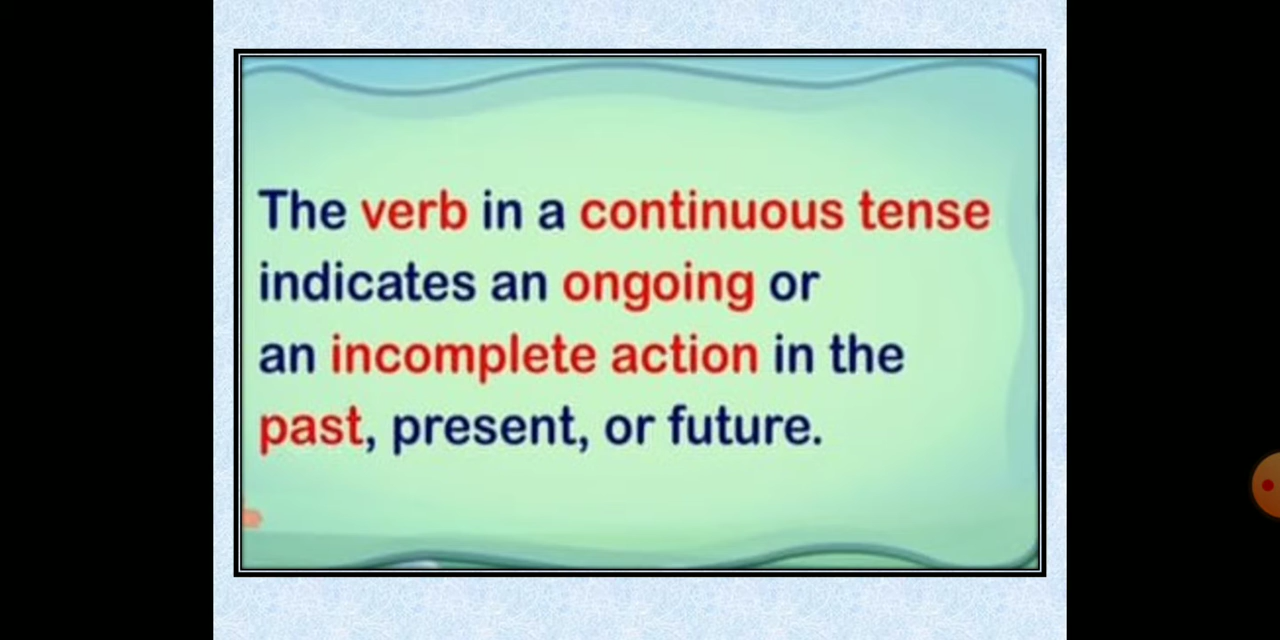 The verb in a continuous tense
indicates an ongoing or
an incomplete action in the
past, present, or future.